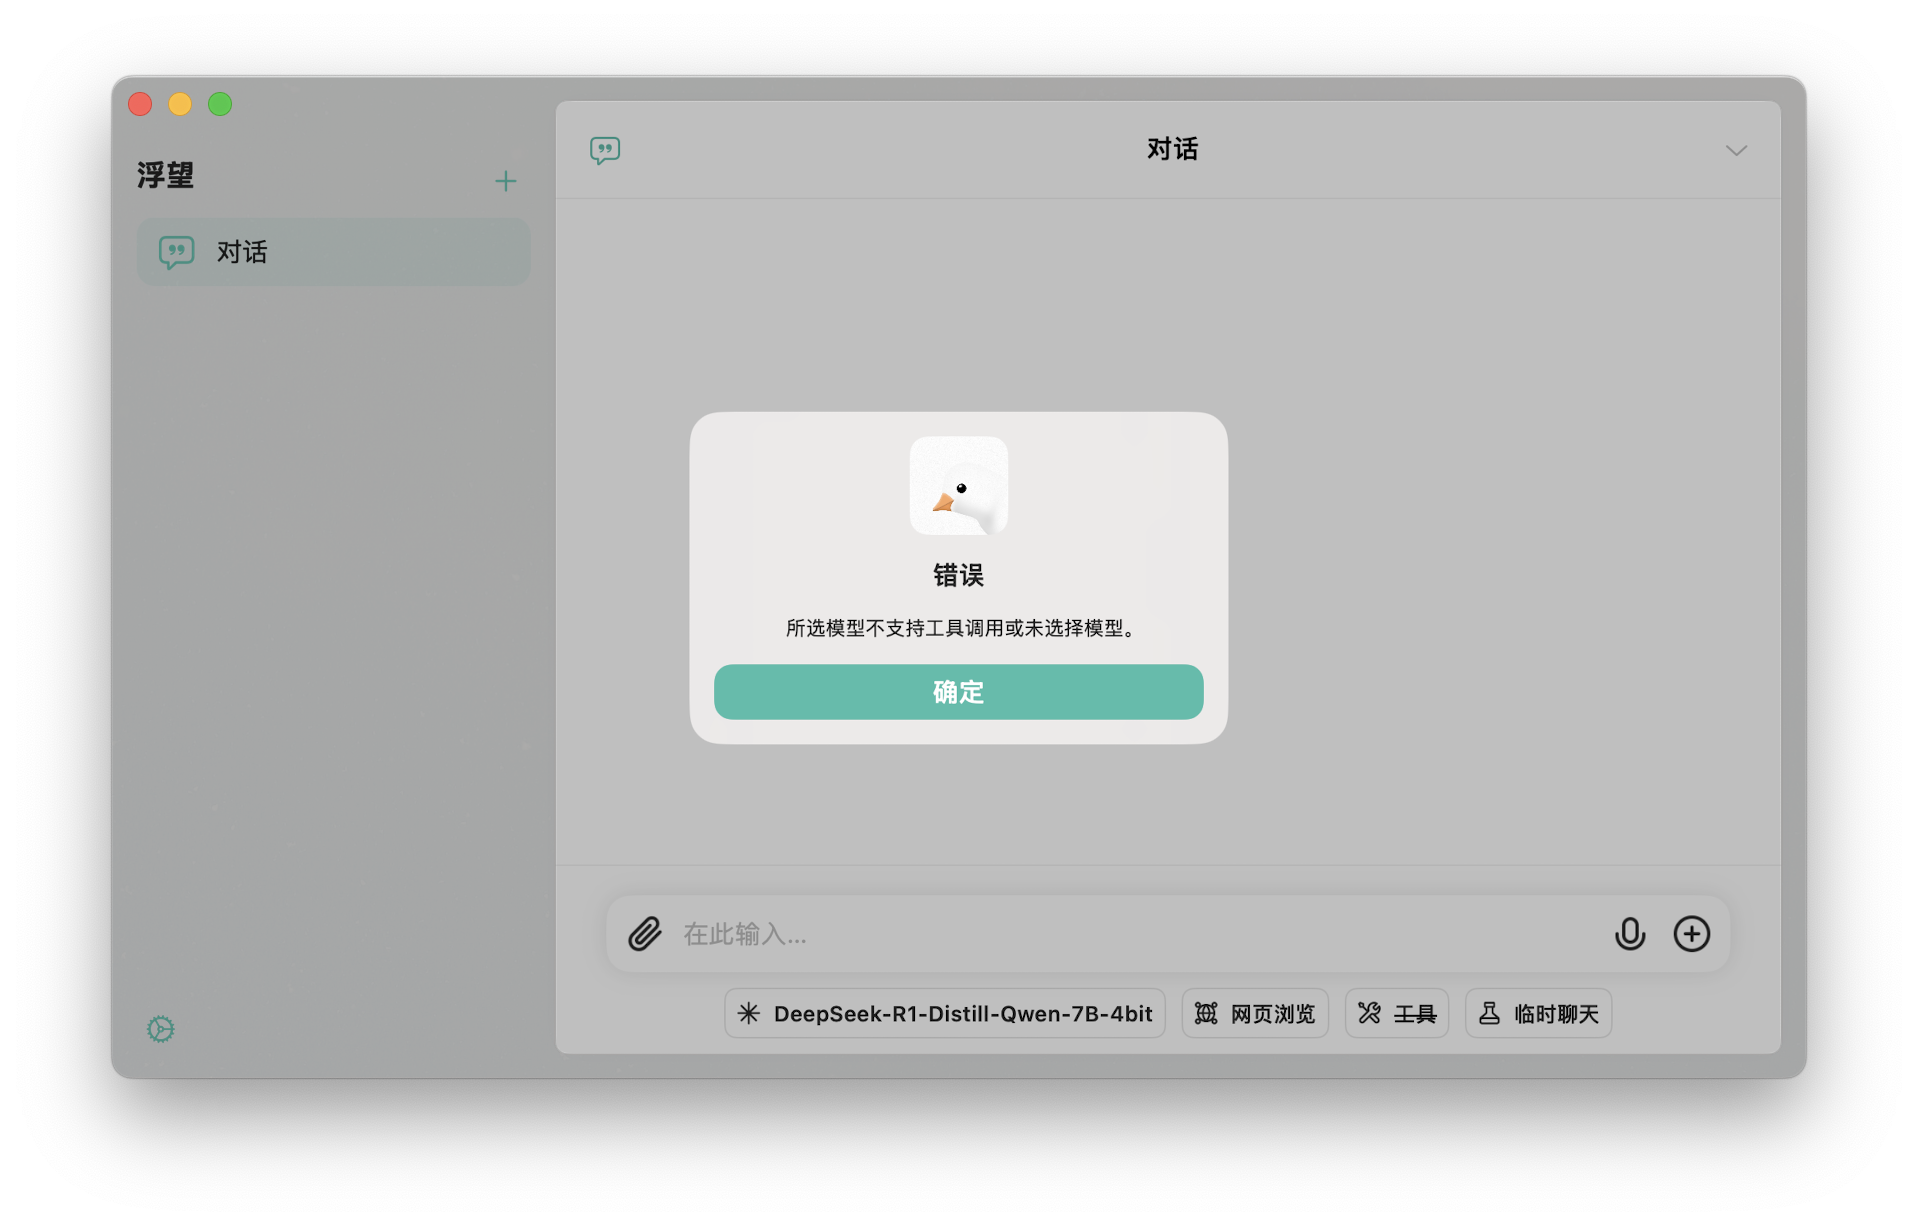 浮望
对话
对话
错误
所选模型不支持工具调用或未选择模型。
确定
在此输入...
DeepSeek-R1-Distill-Qwen-7B-4bit
网页浏览
工具
临时聊天